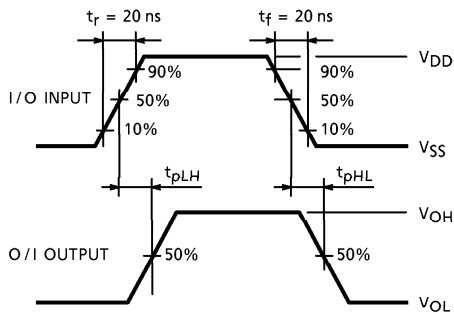 tr = 20 ns tf = 20 ns
VDD
90% 90%
I/O INPUT 50% 50%
10% 10%
VSS
tpLH tpHL
VOH
O/I OUTPUT 50% 50%
VOL